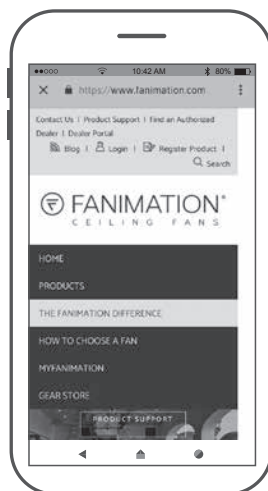 10:42 AM 80%
https://www.fanimation.com
Contact Us | Product Support | Find an Authorized
Dealer | Dealer Portal
Blog | Login | Register Product |
Search
FANIMATION
CEILING FANS
HOME
PRODUCTS
THE FANIMATION DIFFERENCE
HOW TO CHOOSE A FAN
MYFANIMATION
GEAR STORE
PRODUCT SUPPORT